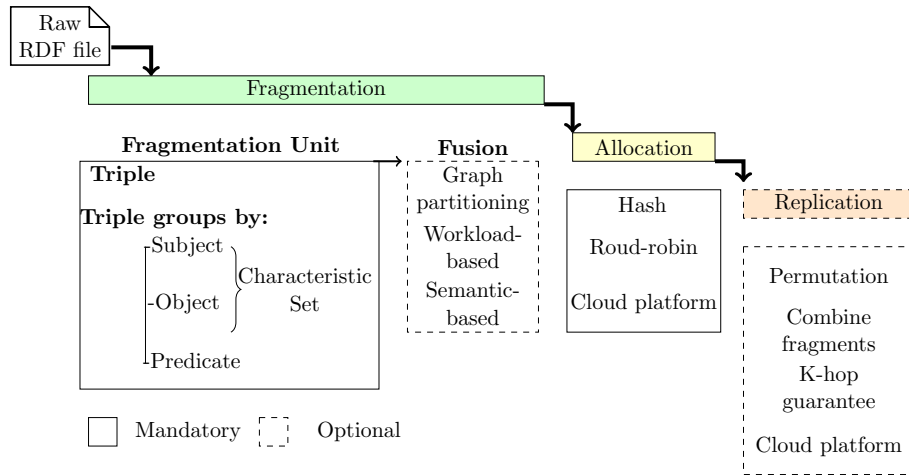 Raw
RDF file
Fragmentation
Fragmentation Unit
Triple
Triple groups by:
-Subject
-Object
-Predicate
Characteristic
Set
Fusion
Graph
partitioning
Workload-
based
Semantic-
based
Allocation
Hash
Roud-robin
Cloud platform
Replication
Permutation
Combine
fragments
K-hop
guarantee
Cloud platform
Mandatory
Optional